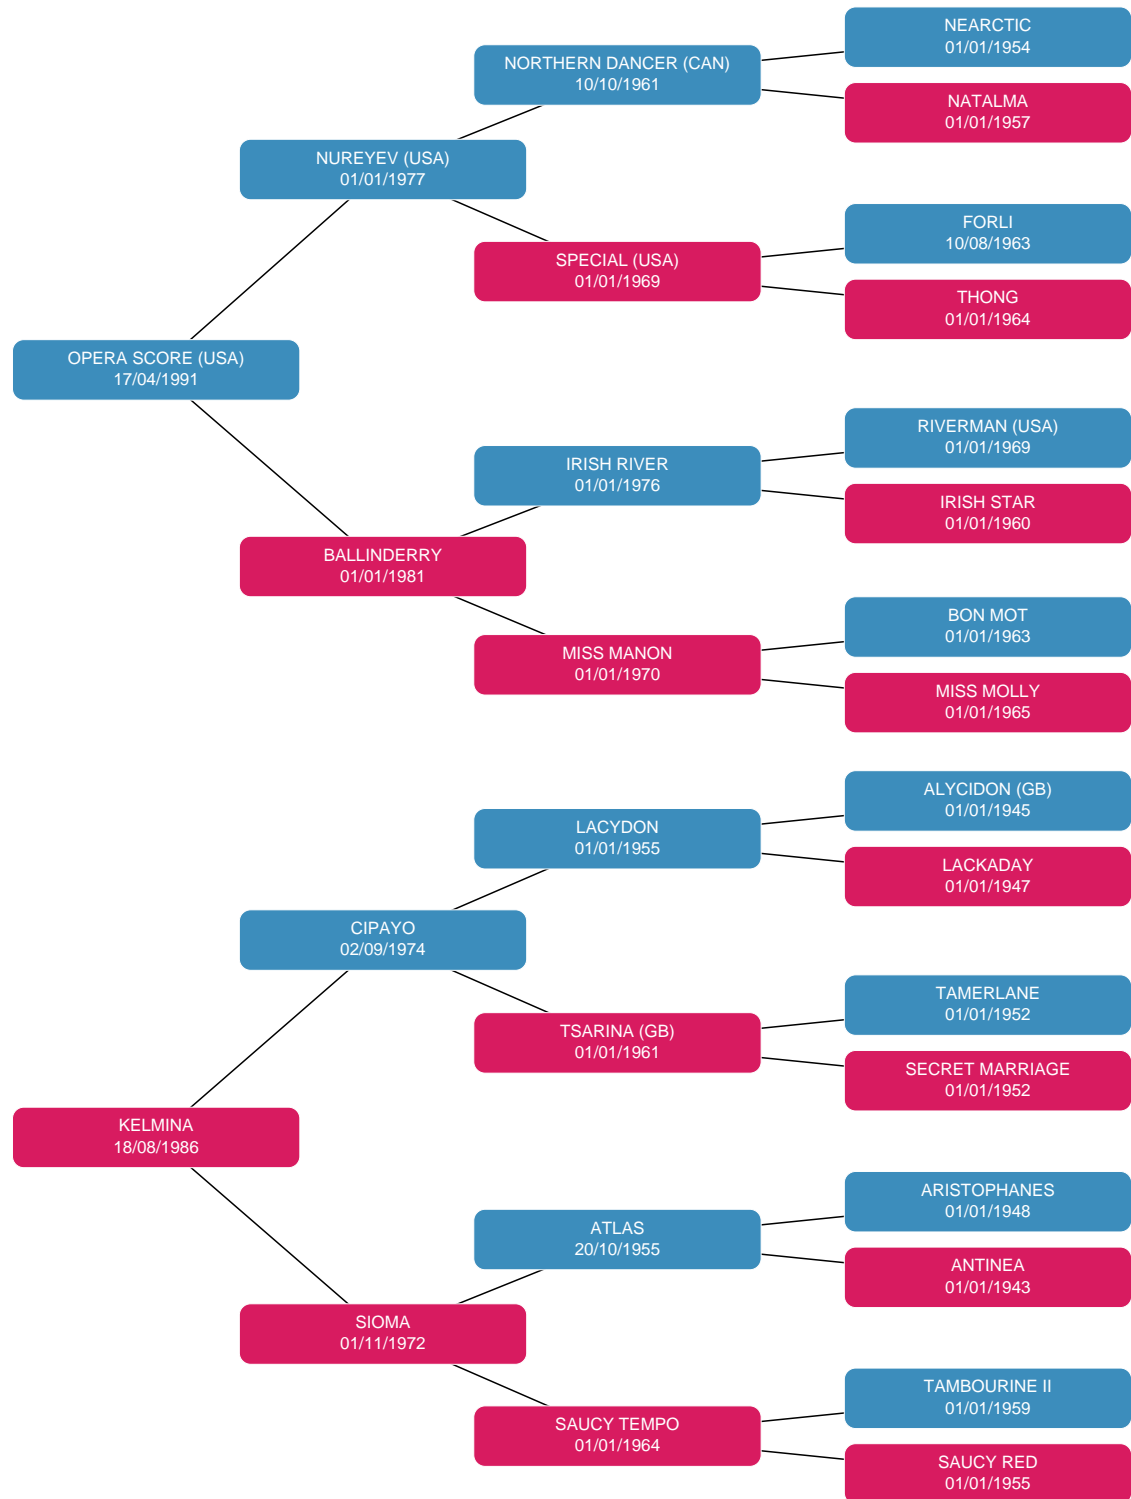 NEARCTIC
01/01/1954
NORTHERN DANCER (CAN)
10/10/1961
NATALMA
01/01/1957
NUREYEV (USA)
01/01/1977
FORLI
10/08/1963
SPECIAL (USA)
01/01/1969
THONG
01/01/1964
OPERA SCORE (USA)
17/04/1991
RIVERMAN (USA)
01/01/1969
IRISH RIVER
01/01/1976
IRISH STAR
01/01/1960
BALLINDERRY
01/01/1981
BON MOT
01/01/1963
MISS MANON
01/01/1970
MISS MOLLY
01/01/1965
ALYCIDON (GB)
01/01/1945
LACYDON
01/01/1955
LACKADAY
01/01/1947
CIPAYO
02/09/1974
TAMERLANE
01/01/1952
TSARINA (GB)
01/01/1961
SECRET MARRIAGE
01/01/1952
KELMINA
18/08/1986
ARISTOPHANES
01/01/1948
ATLAS
20/10/1955
ANTINEA
01/01/1943
SIOMA
01/11/1972
TAMBOURINE II
01/01/1959
SAUCY TEMPO
01/01/1964
SAUCY RED
01/01/1955